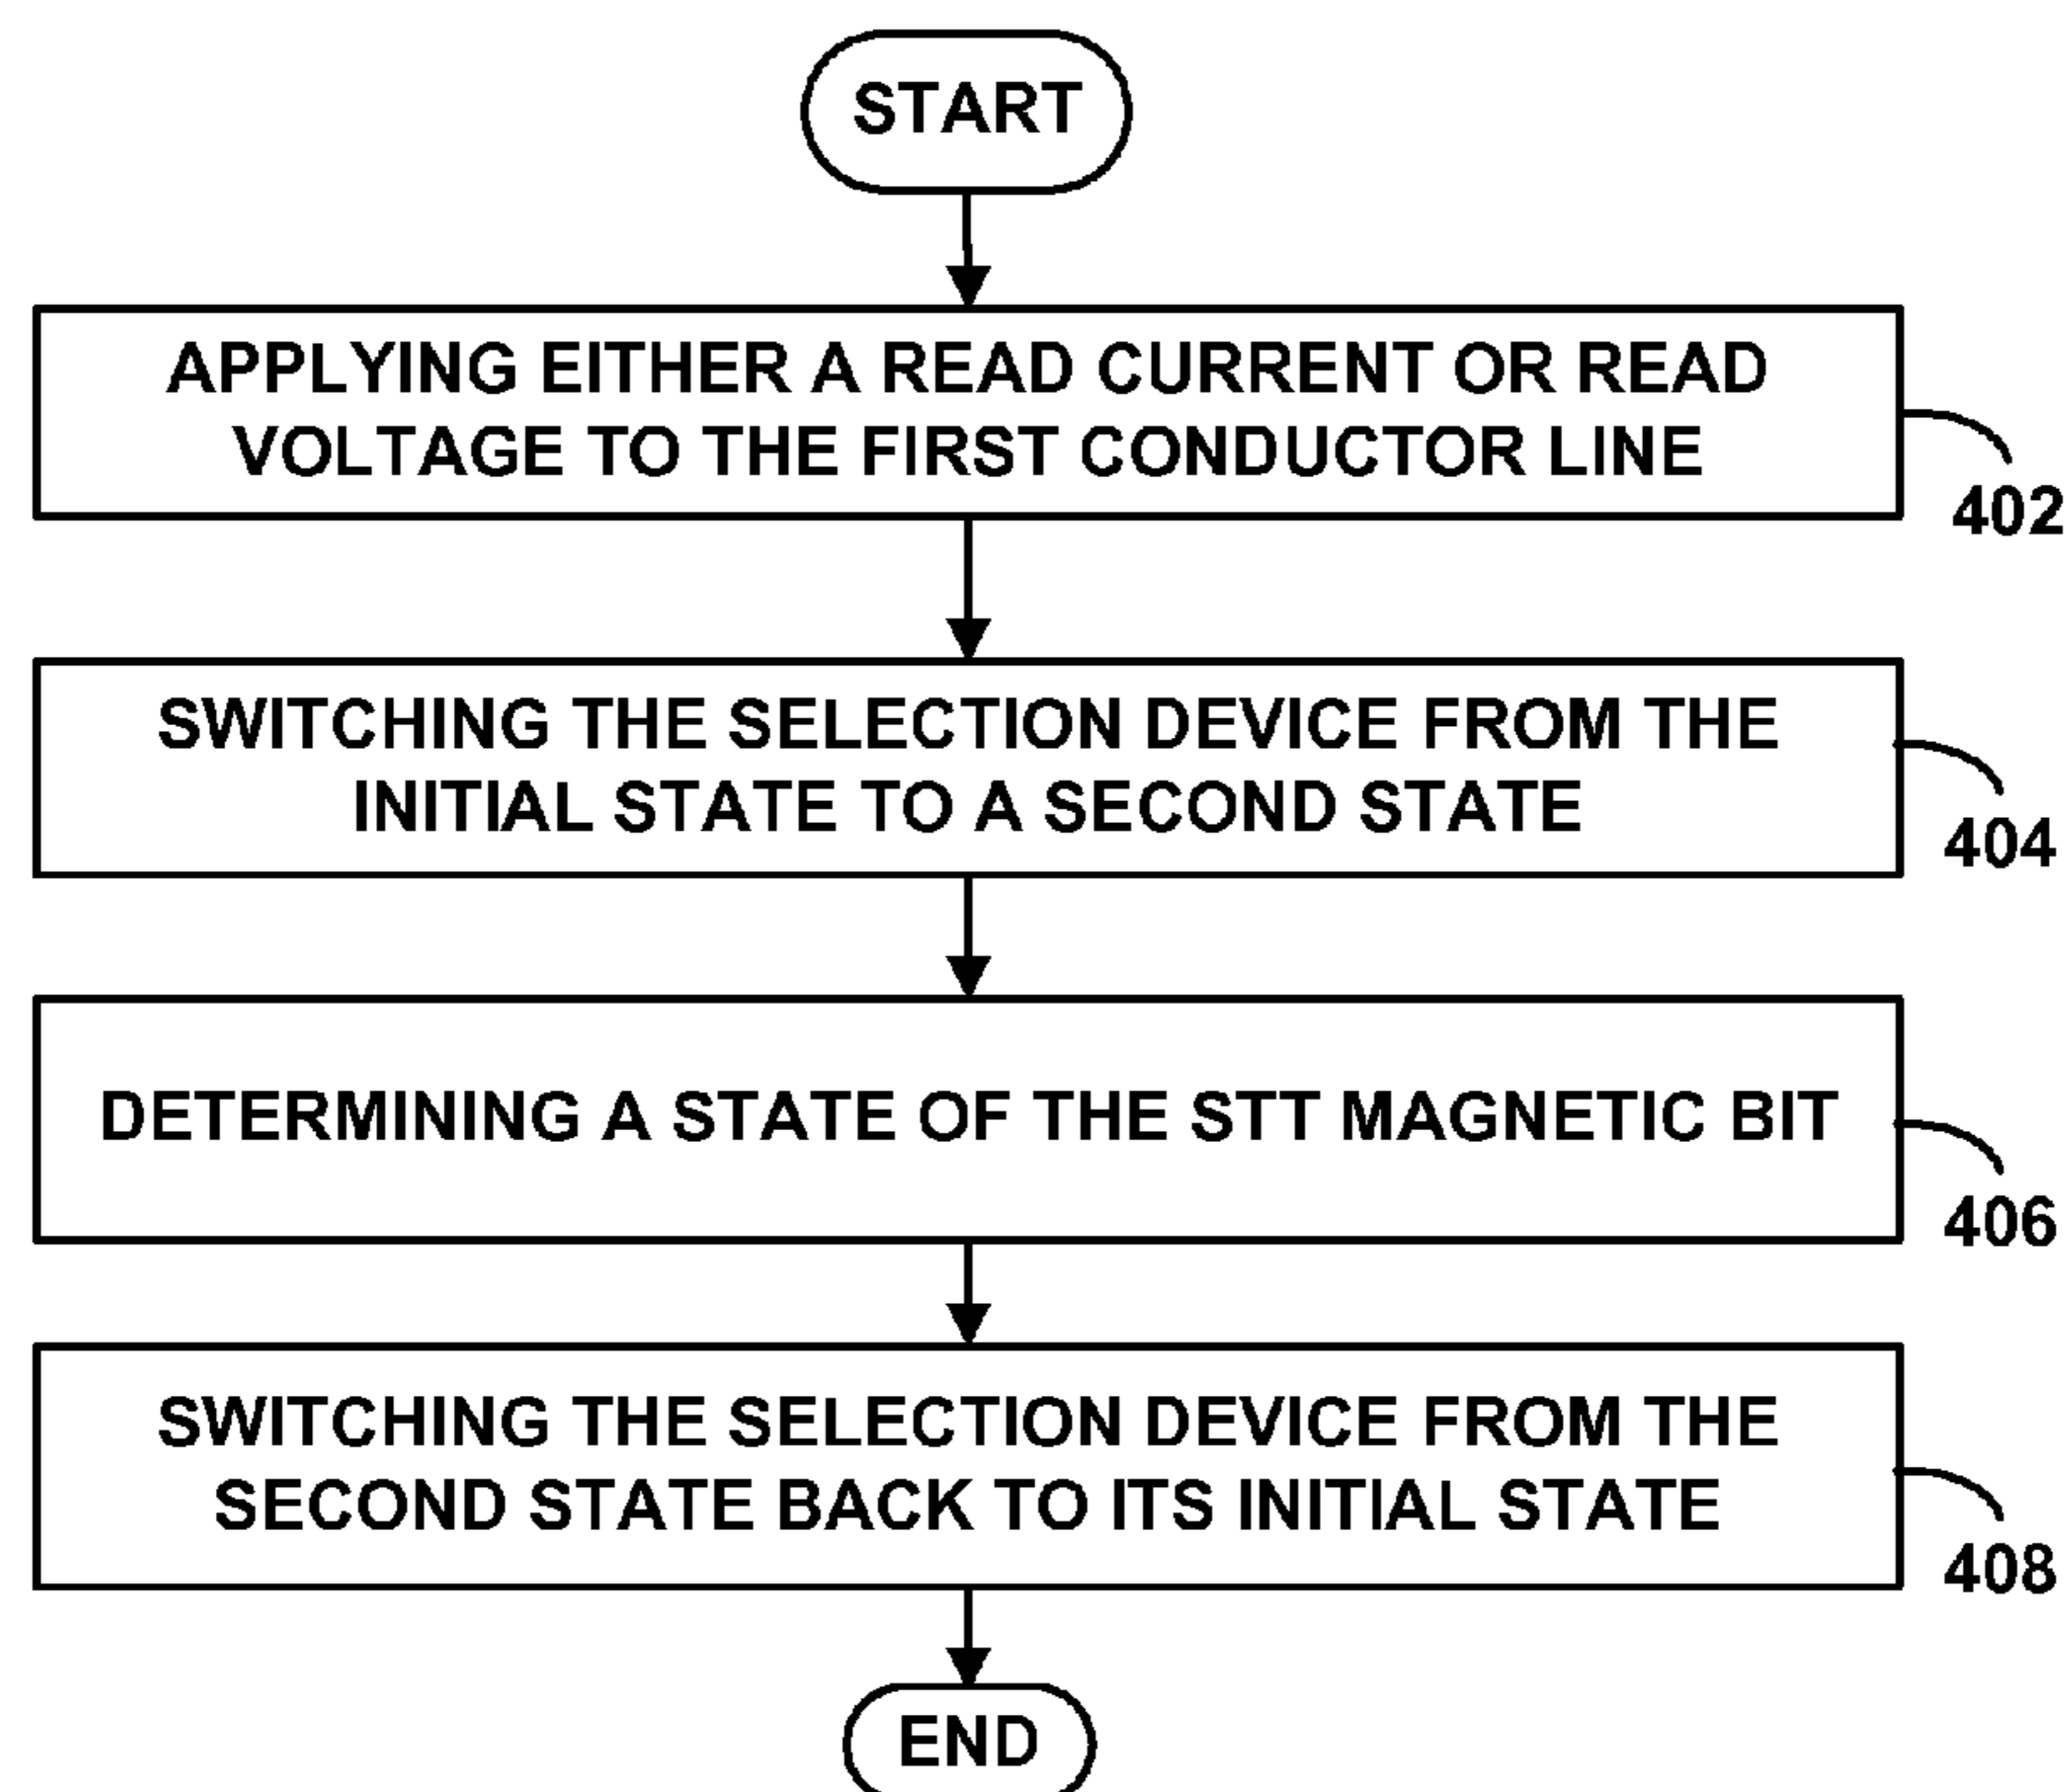 START
APPLYING EITHER A READ CURRENT OR READ
VOLTAGE TO THE FIRST CONDUCTOR LINE
402
SWITCHING THE SELECTION DEVICE FROM THE
INITIAL STATE TO A SECOND STATE
404
DETERMINING A STATE OF THE STT MAGNETIC BIT
406
SWITCHING THE SELECTION DEVICE FROM THE
SECOND STATE BACK TO ITS INITIAL STATE
408
END